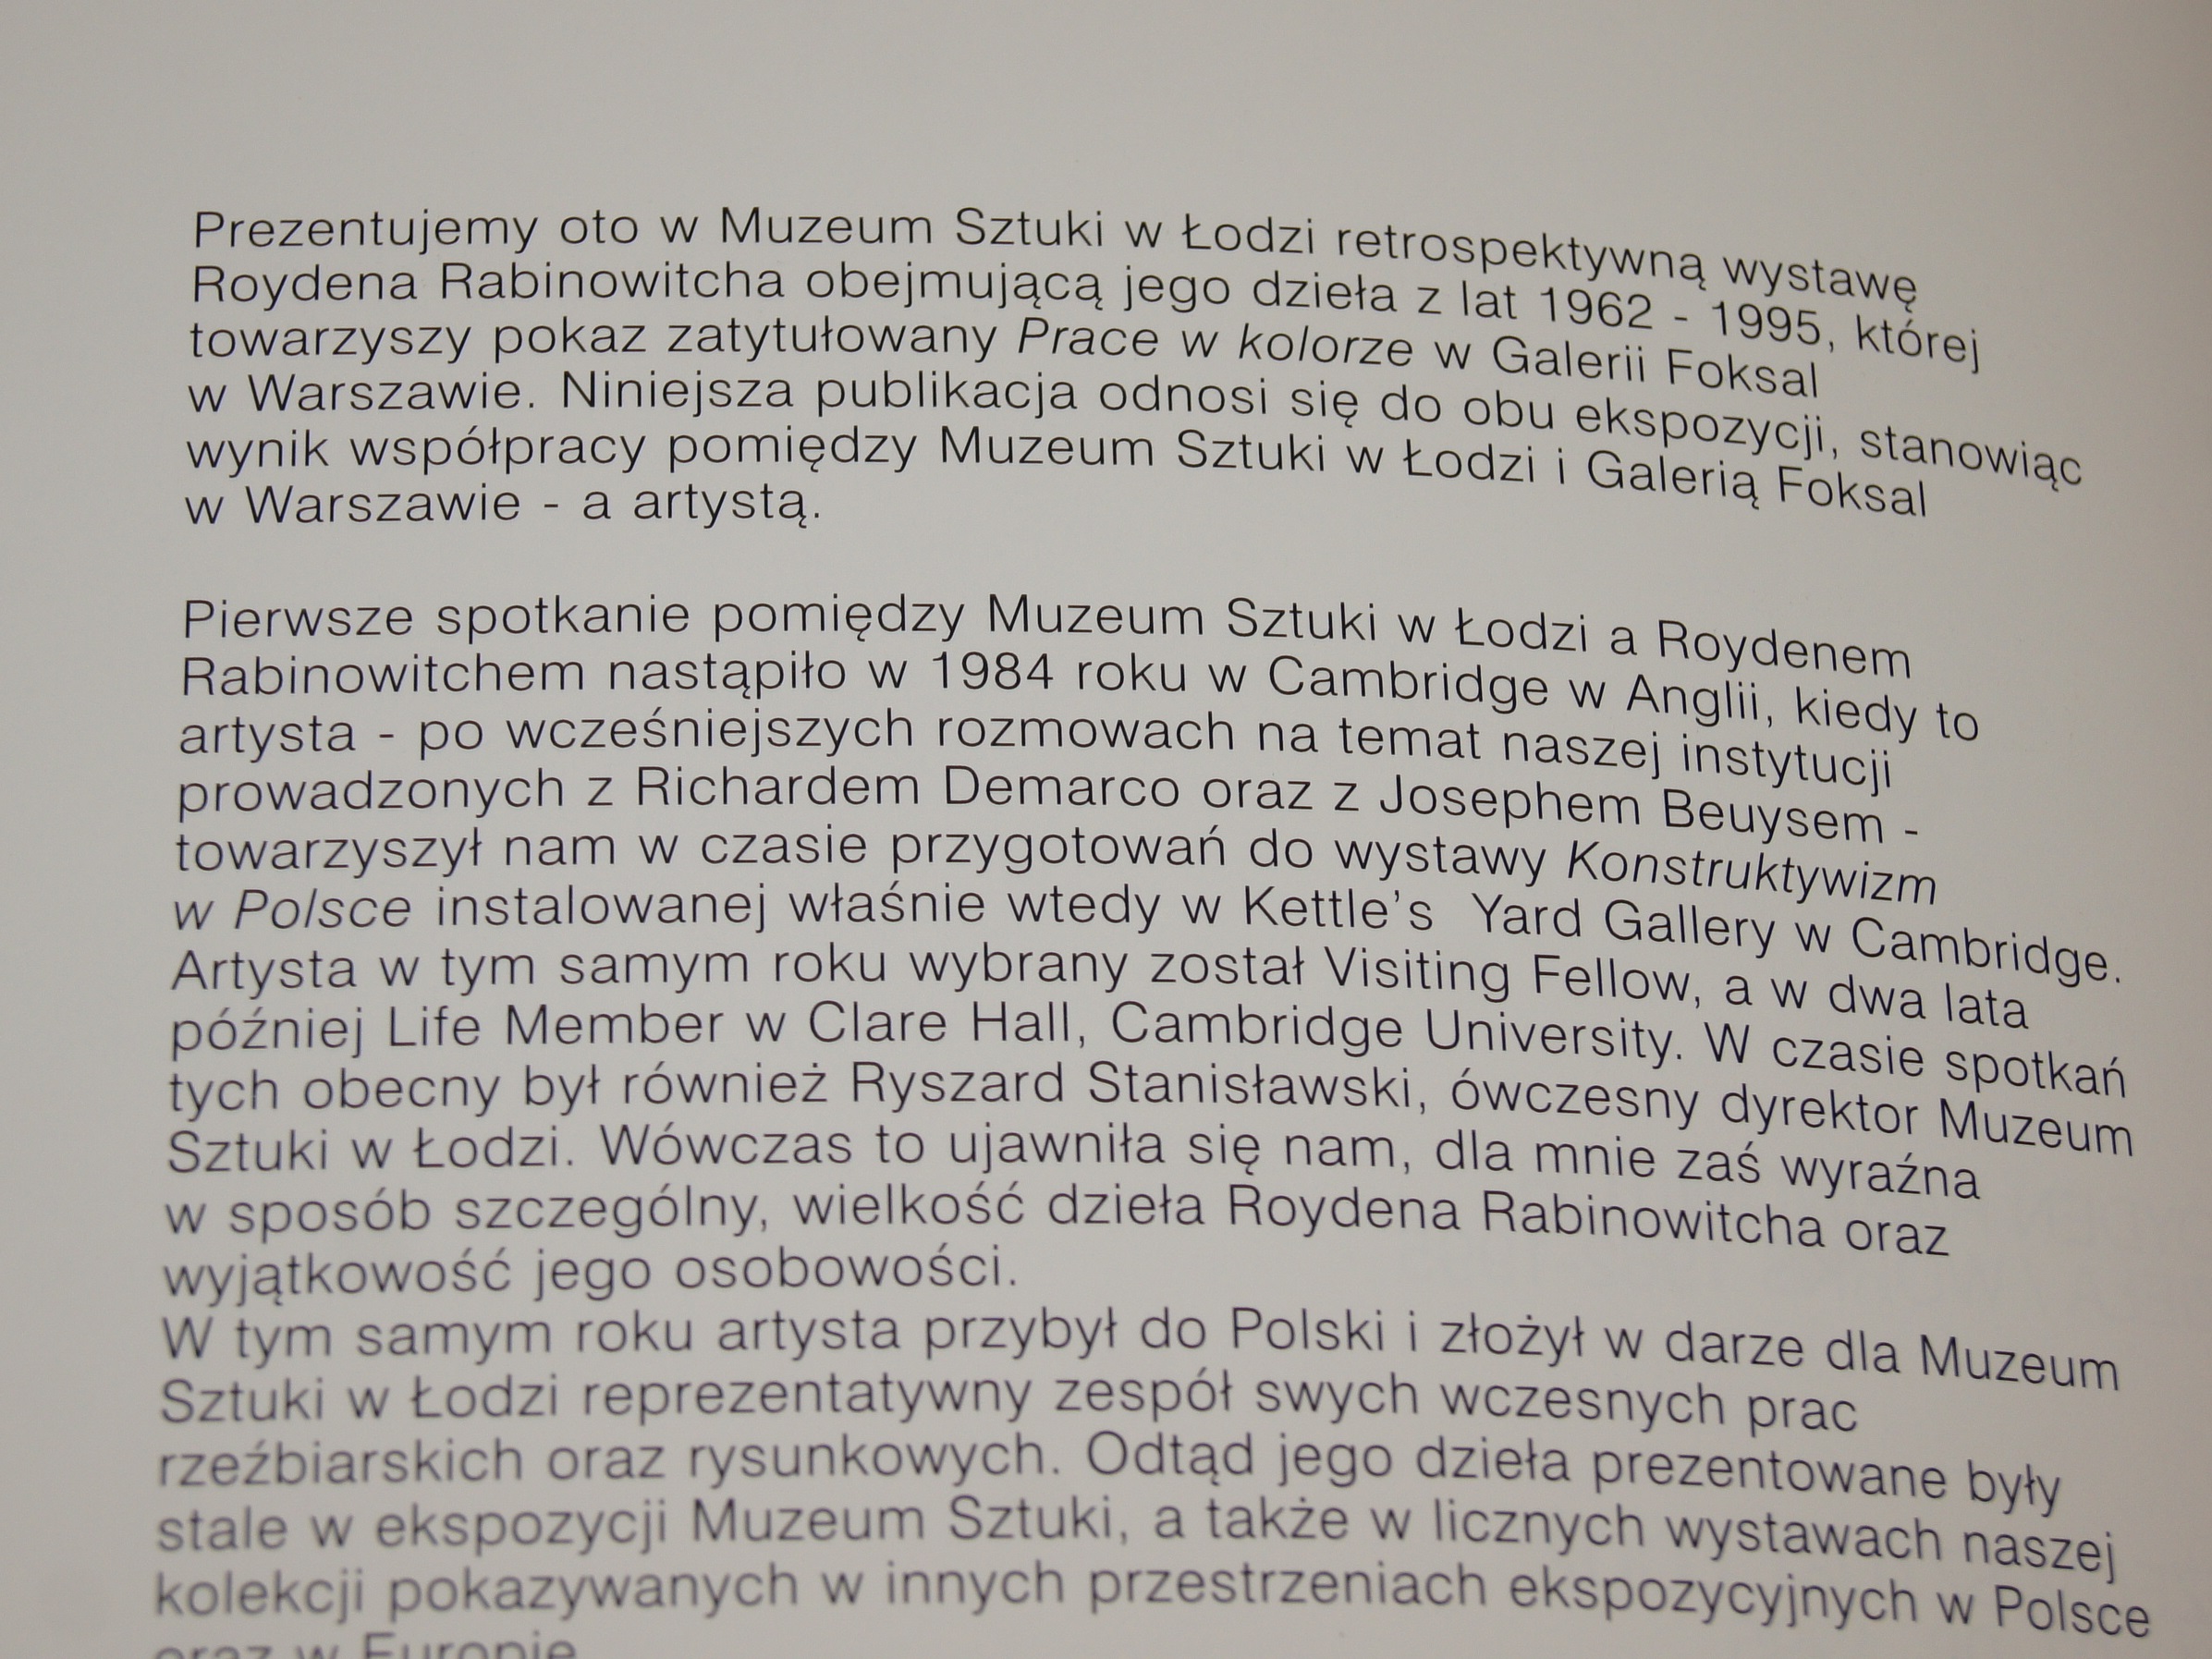 Prezentujemy oto w Muzeum Sztuki w Łodzi retrospektywną wystawę
Roydena Rabinowitcha obejmującą jego dzieła z lat 1962 - 1995, której
towarzyszy pokaz zatytułowany Prace w kolorze w Galerii Foksal
w Warszawie. Niniejsza publikacja odnosi się do obu ekspozycji, stanowiąc
wynik współpracy pomiędzy Muzeum Sztuki w Łodzi i Galerią Foksal
w Warszawie - a artystą.
Pierwsze spotkanie pomiędzy Muzeum Sztuki w Łodzi a Roydenem
Rabinowitchem nastąpiło w 1984 roku w Cambridge w Anglii, kiedy to
artysta - po wcześniejszych rozmowach na temat naszej instytucji
prowadzonych z Richardem Demarco oraz z Josephem Beuysem -
towarzyszył nam w czasie przygotowań do wystawy Konstruktywizm
w Polsce instalowanej właśnie wtedy w Kettle's Yard Gallery w Cambridge.
Artysta w tym samym roku wybrany został Visiting Fellow, a w dwa lata
później Life Member w Clare Hall, Cambridge University. W czasie spotkań
tych obecny był również Ryszard Stanisławski, ówczesny dyrektor Muzeum
Sztuki w Łodzi. Wówczas to ujawniła się nam, dla mnie zaś wyraźna
w sposób szczególny, wielkość dzieła Roydena Rabinowitcha oraz
wyjątkowość jego osobowości.
W tym samym roku artysta przybył do Polski i złożył w darze dla Muzeum
Sztuki w Łodzi reprezentatywny zespół swych wczesnych prac
rzeźbiarskich oraz rysunkowych. Odtąd jego dzieła prezentowane były
stale w ekspozycji Muzeum Sztuki, a także w licznych wystawach naszej
kolekcji pokazywanych w innych przestrzeniach ekspozycyjnych w Polsce
oraz w Europie